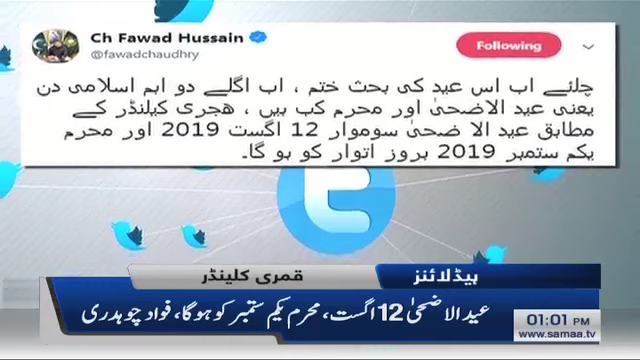 Ch Fawad Hussain
@fawadchaudhry
Following
چلئے اب اس عید کی بحث ختم ، اب اگلے دو اہم اسلامی دن
یعنی عید الاضحیٰ اور محرم کب ہیں ، ھجری کیلنڈر کے
مطابق عید الا ضحیٰ سوموار 12 اگست 2019 اور محرم
یکم ستمبر 2019 بروز اتوار کو ہو گا۔
ہیڈلائنز
قمری کلینڈر
عید الاضحیٰ 12 اگست، محرم یکم ستمبر کو ہوگا، فواد چوہدری
01:01 PM
www.samaa.tv